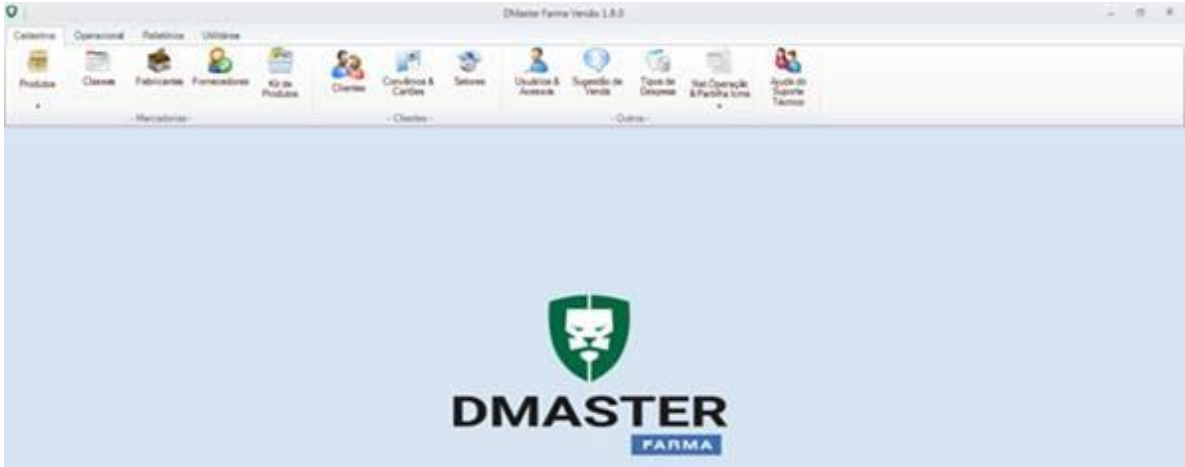 DMaster Farma Versão 1.8.0
Cadastros Operacional Relatórios Utilitários
Produtos Classes Fabricantes Fornecedores Kit de Produtos Clientes Convênios & Cartões Setores Usuários & Acessos Sugestão de Venda Tipos de Despesa Nat.Operação & Partilha Icms Ajuda do Suporte Técnico
- Mercadorias - - Clientes - - Outros -
DMASTER
FARMA